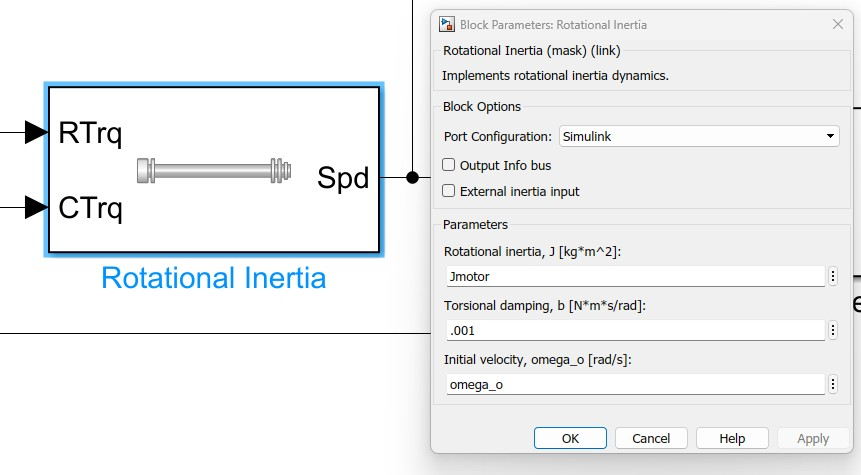 RTrq
CTrq
Spd
Rotational Inertia
Block Parameters: Rotational Inertia
Rotational Inertia (mask) (link)
Implements rotational inertia dynamics.
Block Options
Port Configuration: Simulink
Output Info bus
External inertia input
Parameters
Rotational inertia, J [kg*m^2]:
Jmotor
Torsional damping, b [N*m*s/rad]:
.001
Initial velocity, omega_o [rad/s]:
omega_o
OK Cancel Help Apply